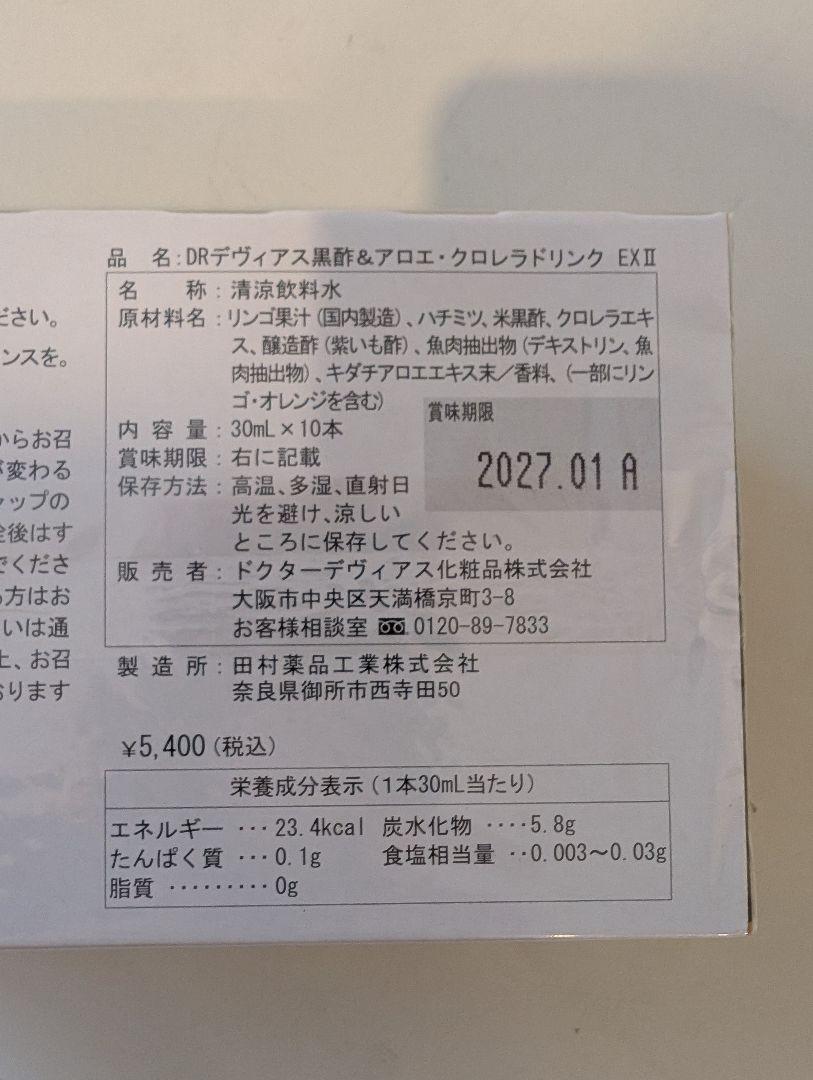 ださい。
ンスを。
からお召
が変わる
ャップの
全後はす
でくださ
る方はお
いは通
上、お召
おります
品　名:DRデヴィアス黒酢&アロエ・クロレラドリンク EXⅡ
名　　称:清涼飲料水
原材料名:リンゴ果汁(国内製造)、ハチミツ、米黒酢、クロレラエキ
ス、醸造酢(紫いも酢)、魚肉抽出物(デキストリン、魚
肉抽出物)、キダチアロエエキス末/香料、(一部にリン
ゴ・オレンジを含む)
内容量:30mL×10本
賞味期限:右に記載
賞味期限
2027.01 A
保存方法:高温、多湿、直射日
光を避け、涼しい
ところに保存してください。
販売者:ドクターデヴィアス化粧品株式会社
大阪市中央区天満橋京町3-8
お客様相談室 0120-89-7833
製造所:田村薬品工業株式会社
奈良県御所市西寺田50
¥5,400(税込)
栄養成分表示(1本30mL当たり)
エネルギー ･･･23.4kcal 炭水化物 ････5.8g
たんぱく質 ･･･0.1g 食塩相当量 ･･0.003〜0.03g
脂質 ･････････0g